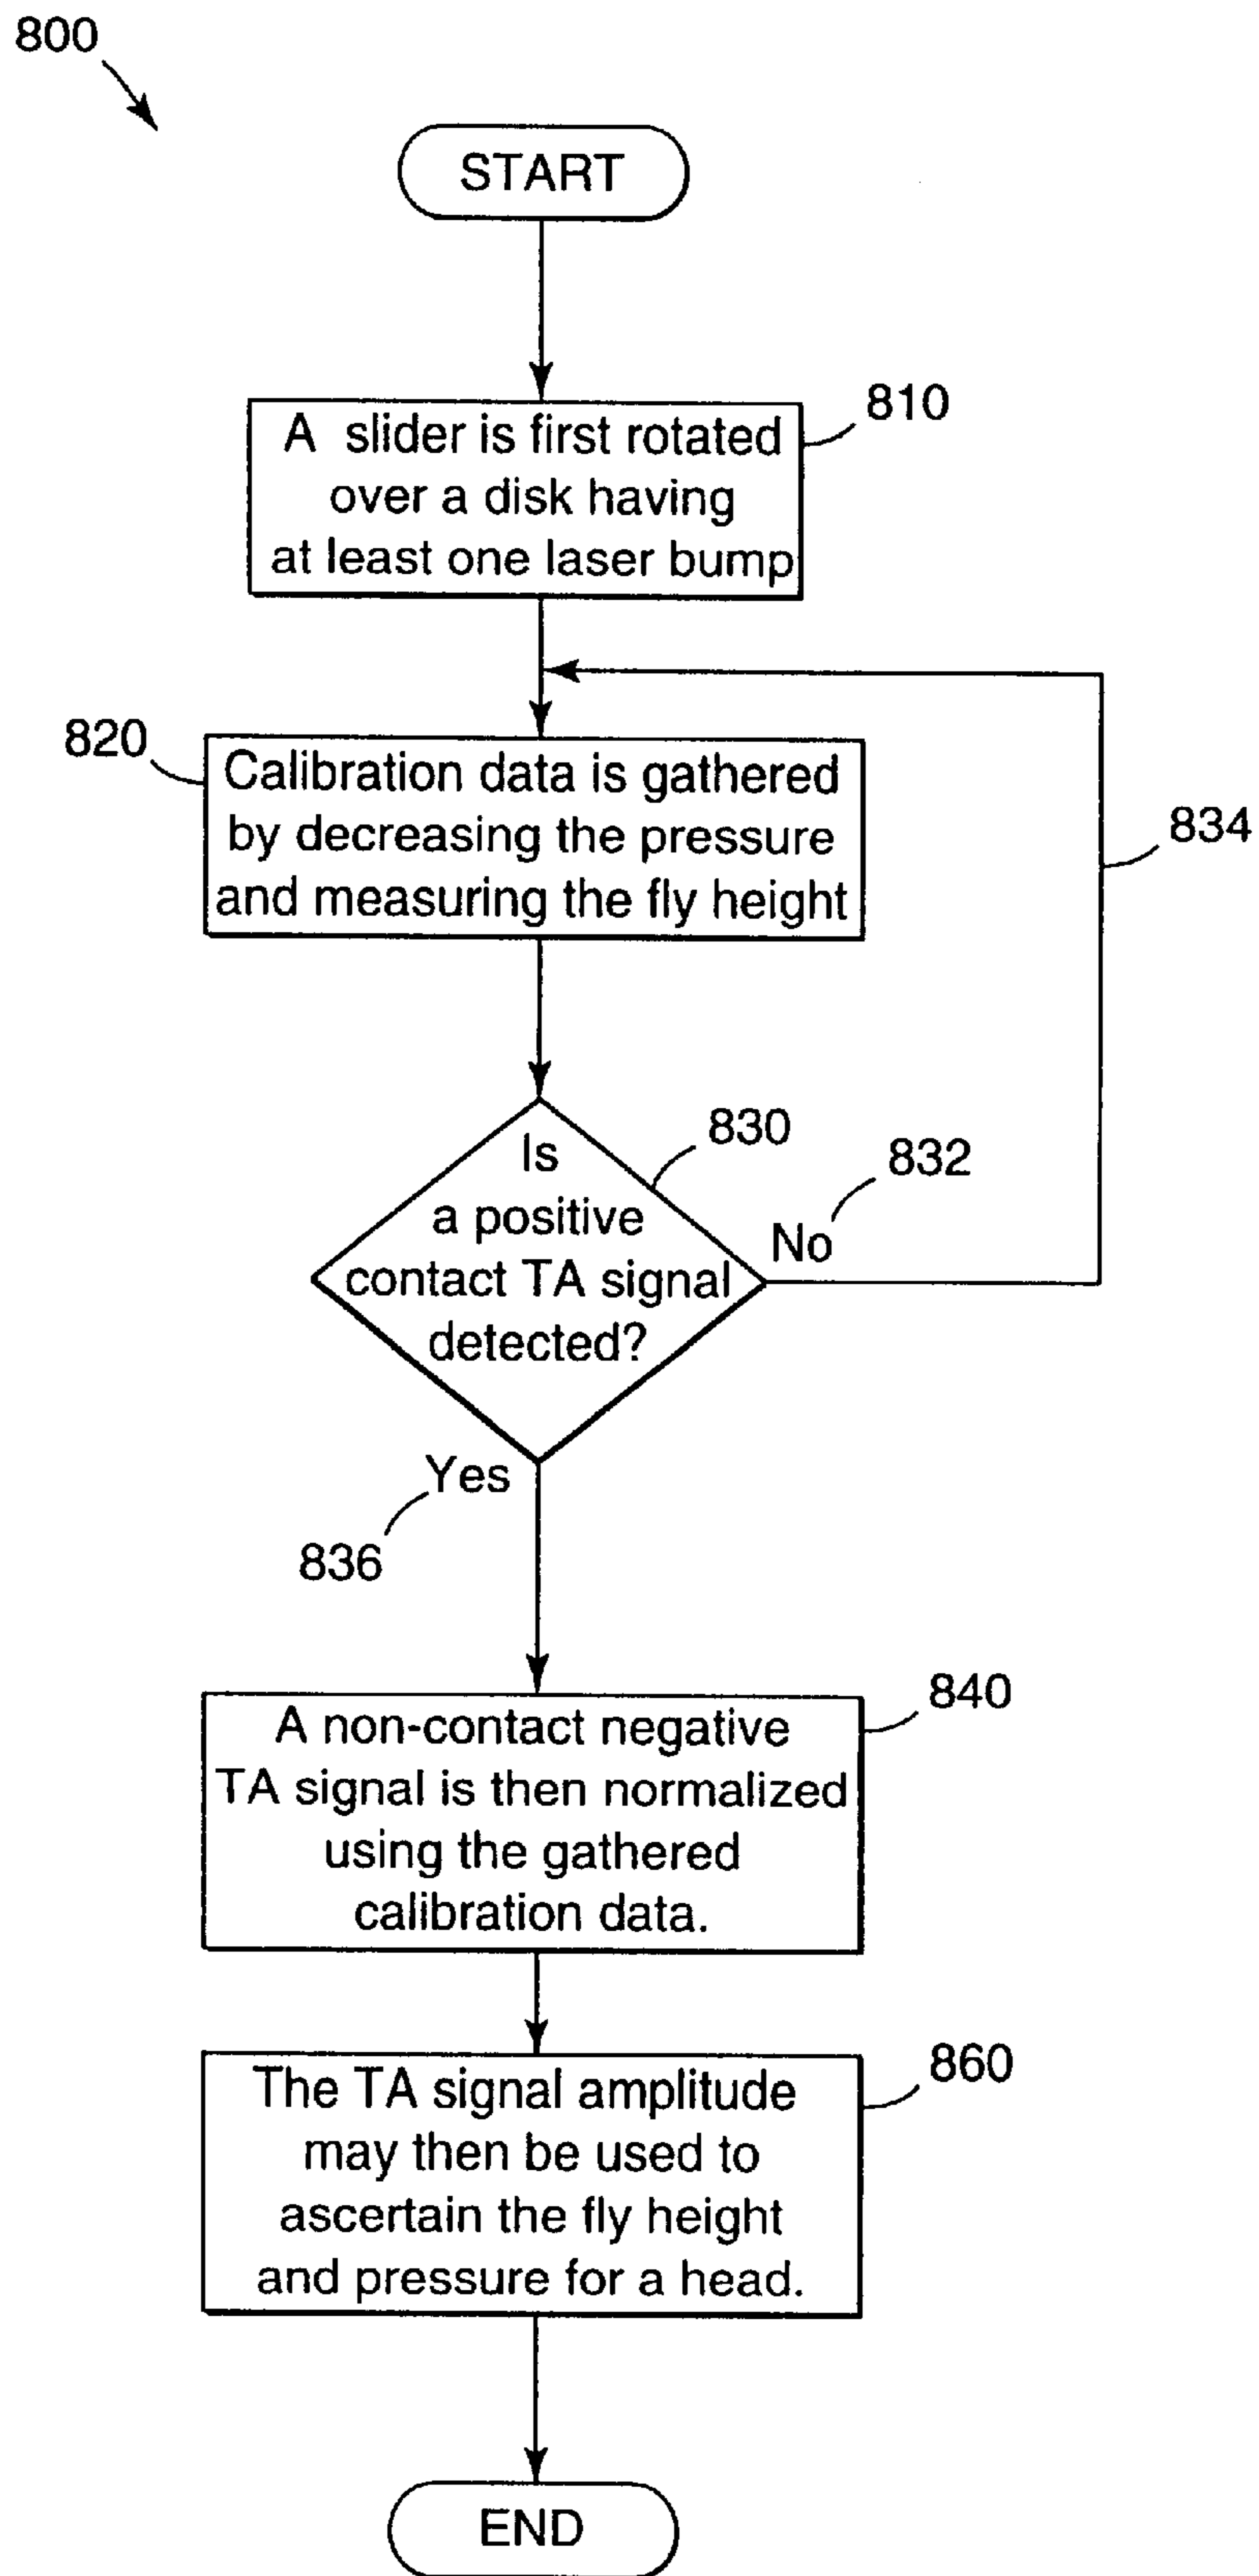 800
START
810
A slider is first rotated
over a disk having
at least one laser bump
820
Calibration data is gathered
by decreasing the pressure
and measuring the fly height
834
830
832
Is
a positive
contact TA signal
detected?
No
Yes
836
840
A non-contact negative
TA signal is then normalized
using the gathered
calibration data.
860
The TA signal amplitude
may then be used to
ascertain the fly height
and pressure for a head.
END